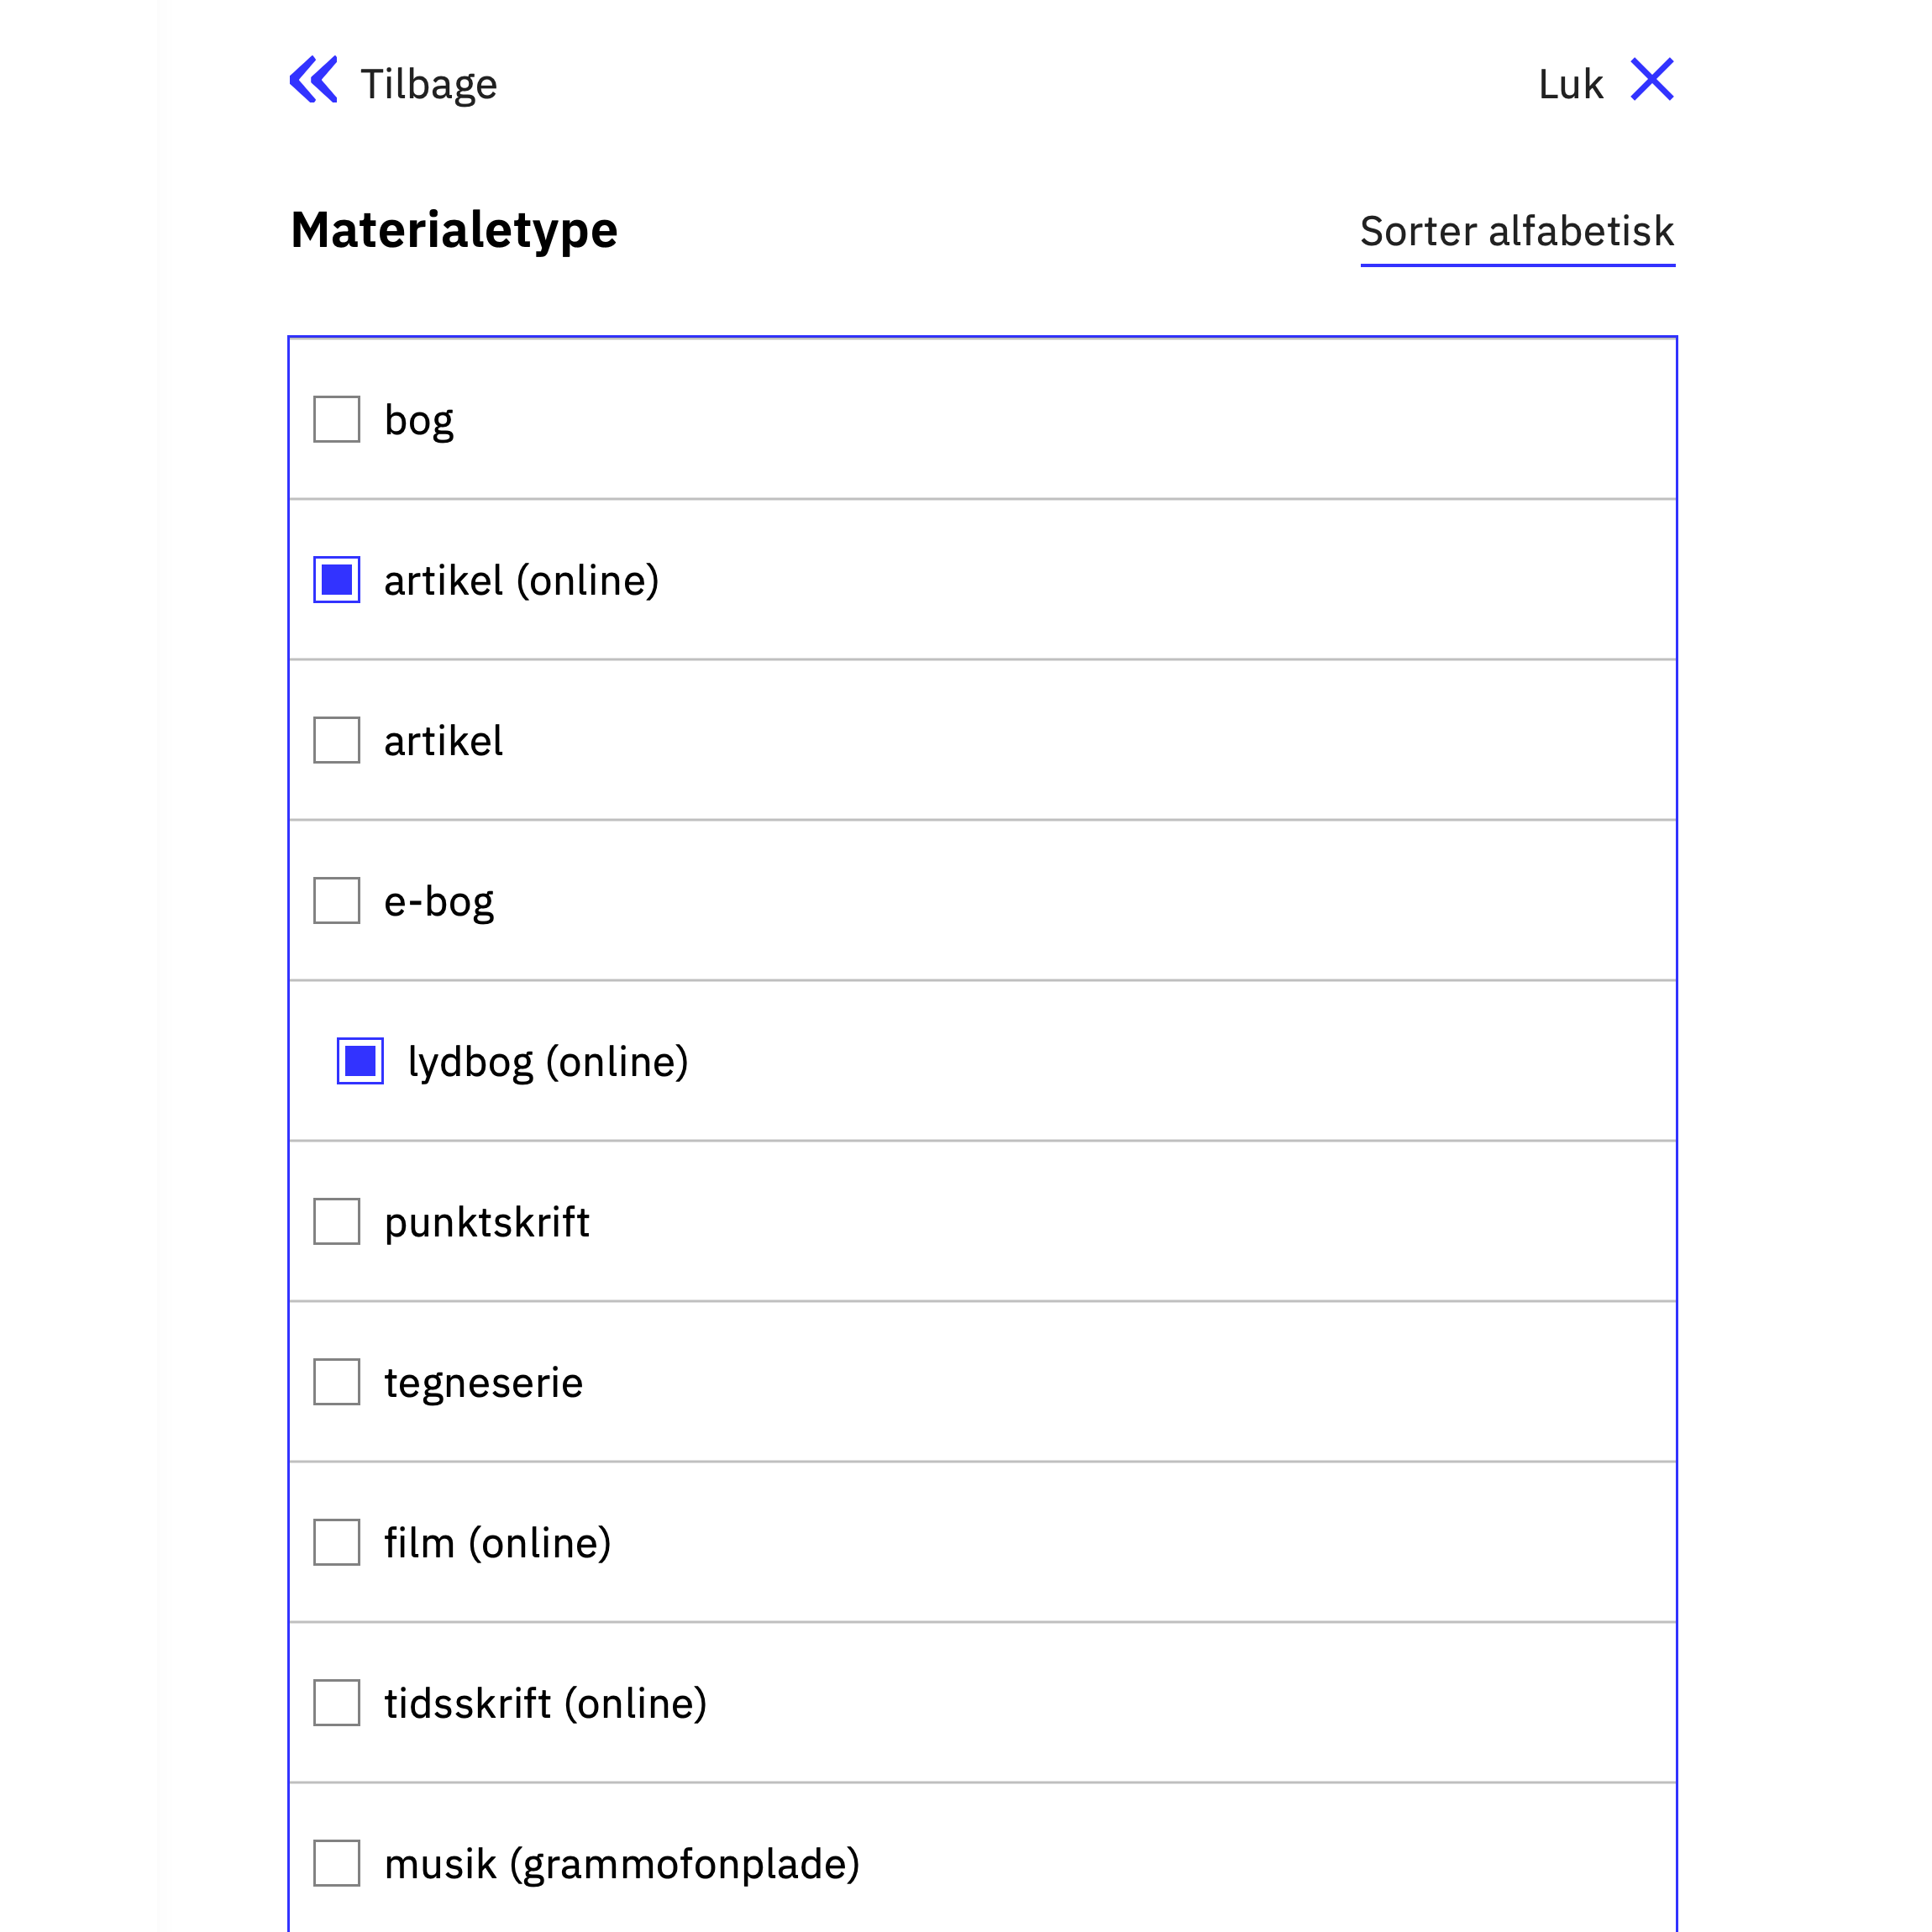 Tilbage
Luk
Materialetype
Sorter alfabetisk
bog
artikel (online)
artikel
e-bog
lydbog (online)
punktskrift
tegneserie
film (online)
tidsskrift (online)
musik (grammofonplade)